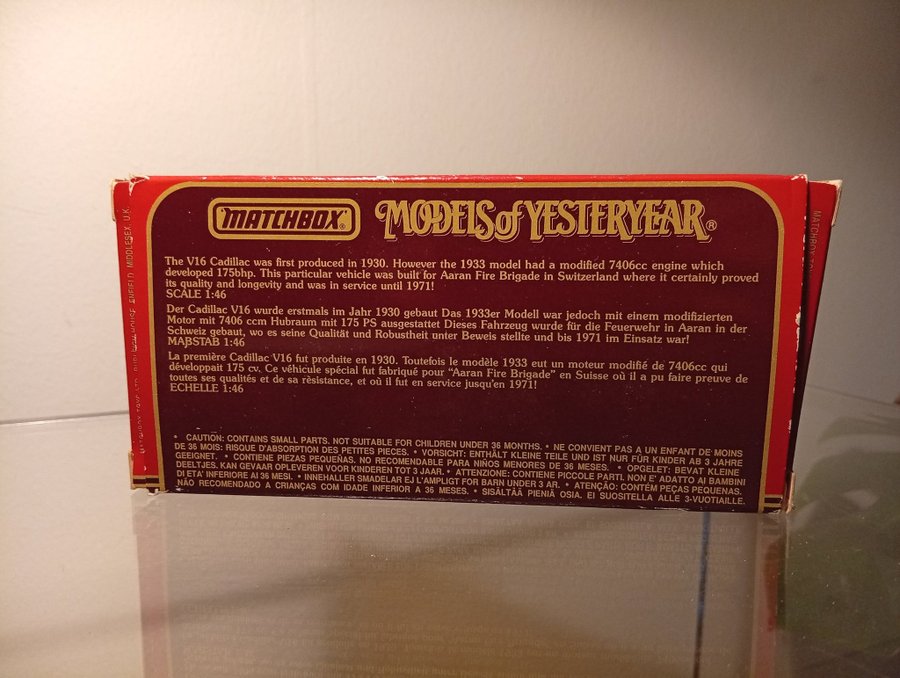 MATCHBOX® MODELS of YESTERYEAR®
The V16 Cadillac was first produced in 1930. However the 1933 model had a modified 7406cc engine which
developed 175bhp. This particular vehicle was built for Aaran Fire Brigade in Switzerland where it certainly proved
its quality and longevity and was in service until 1971!
SCALE 1:46
Der Cadillac V16 wurde erstmals im Jahr 1930 gebaut Das 1933er Modell war jedoch mit einem modifizierten
Motor mit 7406 ccm Hubraum mit 175 PS ausgestattet Dieses Fahrzeug wurde für die Feuerwehr in Aaran in der
Schweiz gebaut, wo es seine Qualität und Robustheit unter Beweis stellte und bis 1971 im Einsatz war!
MAßSTAB 1:46
La première Cadillac V16 fut produite en 1930. Toutefois le modèle 1933 eut un moteur modifié de 7406cc qui
développait 175 cv. Ce véhicule spécial fut fabriqué pour "Aaran Fire Brigade" en Suisse où il a pu faire preuve de
toutes ses qualités et de sa rèsistance, et où il fut en service jusqu'en 1971!
ECHELLE 1:46
• CAUTION: CONTAINS SMALL PARTS. NOT SUITABLE FOR CHILDREN UNDER 36 MONTHS. • NE CONVIENT PAS A UN ENFANT DE MOINS
DE 36 MOIS: RISQUE D'ABSORPTION DES PETITES PIECES. • VORSICHT: ENTHÄLT KLEINE TEILE UND IST NUR FÜR KINDER AB 3 JAHRE
GEEIGNET. • CONTIENE PIEZAS PEQUEÑAS. NO RECOMENDABLE PARA NIÑOS MENORES DE 36 MESES. • OPGELET: BEVAT KLEINE
DEELTJES. KAN GEVAAR OPLEVEREN VOOR KINDEREN TOT 3 JAAR. • ATTENZIONE: CONTIENE PICCOLE PARTI. NON E' ADATTO AI BAMBINI
DI ETA' INFERIORE AI 36 MESI. • INNEHALLER SMADELAR EJ LAMPLIGT FOR BARN UNDER 3 AR. • ATENÇÃO: CONTÉM PEÇAS PEQUENAS.
NÃO RECOMENDADO A CRIANÇAS COM IDADE INFERIOR A 36 MESES. • SISÄLTÄÄ PIENIÄ OSIA. EI SUOSITELLA ALLE 3-VUOTIAILLE.
ENFIELD MIDDLESEX U.K.
MATCHBOX